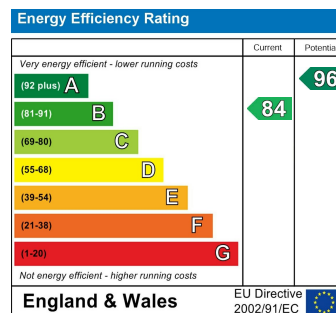 Energy Efficiency Rating
Current Potential
Very energy efficient - lower running costs
(92 plus) A
96
(81-91) B
84
(69-80) C
(55-68) D
(39-54) E
(21-38) F
(1-20) G
Not energy efficient - higher running costs
England & Wales
EU Directive
2002/91/EC